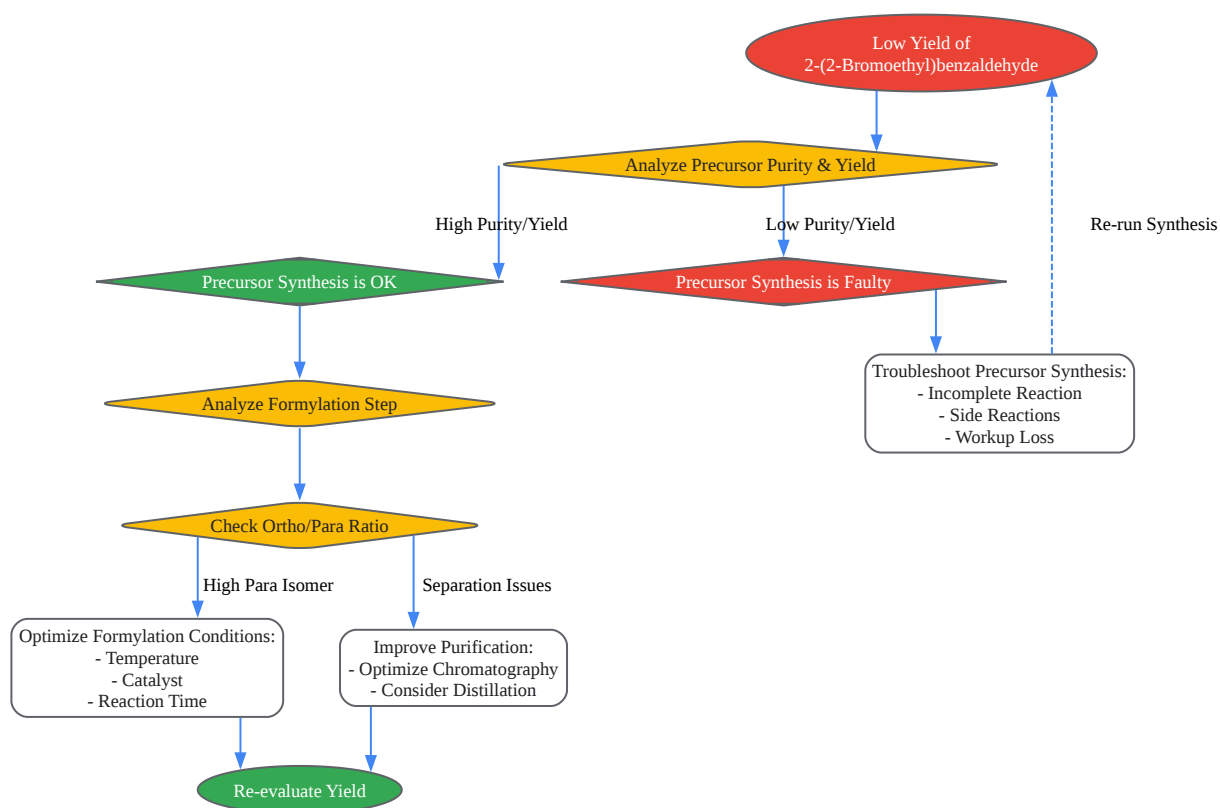 Low Yield of
2-(2-Bromoethyl)benzaldehyde
Analyze Precursor Purity & Yield
High Purity/Yield
Low Purity/Yield
Re-run Synthesis
Precursor Synthesis is OK
Precursor Synthesis is Faulty
Troubleshoot Precursor Synthesis:
- Incomplete Reaction
- Side Reactions
- Workup Loss
Analyze Formylation Step
Check Ortho/Para Ratio
High Para Isomer
Separation Issues
Optimize Formylation Conditions:
- Temperature
- Catalyst
- Reaction Time
Improve Purification:
- Optimize Chromatography
- Consider Distillation
Re-evaluate Yield